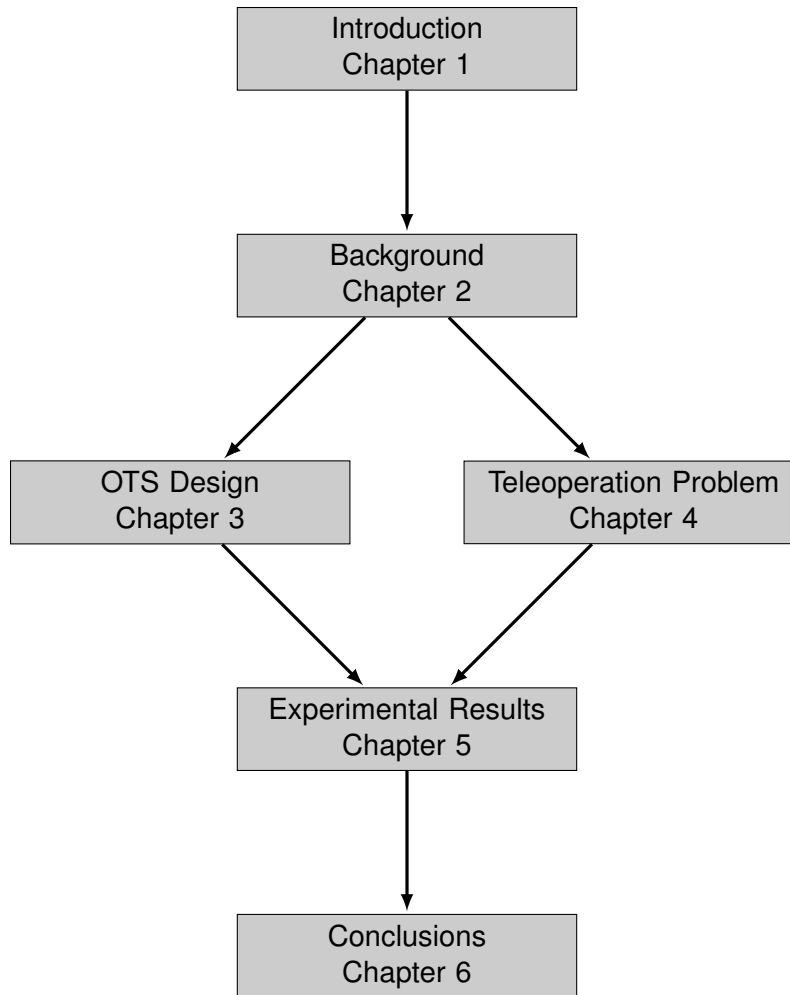 Introduction
Chapter 1
Background
Chapter 2
OTS Design
Chapter 3
Teleoperation Problem
Chapter 4
Experimental Results
Chapter 5
Conclusions
Chapter 6